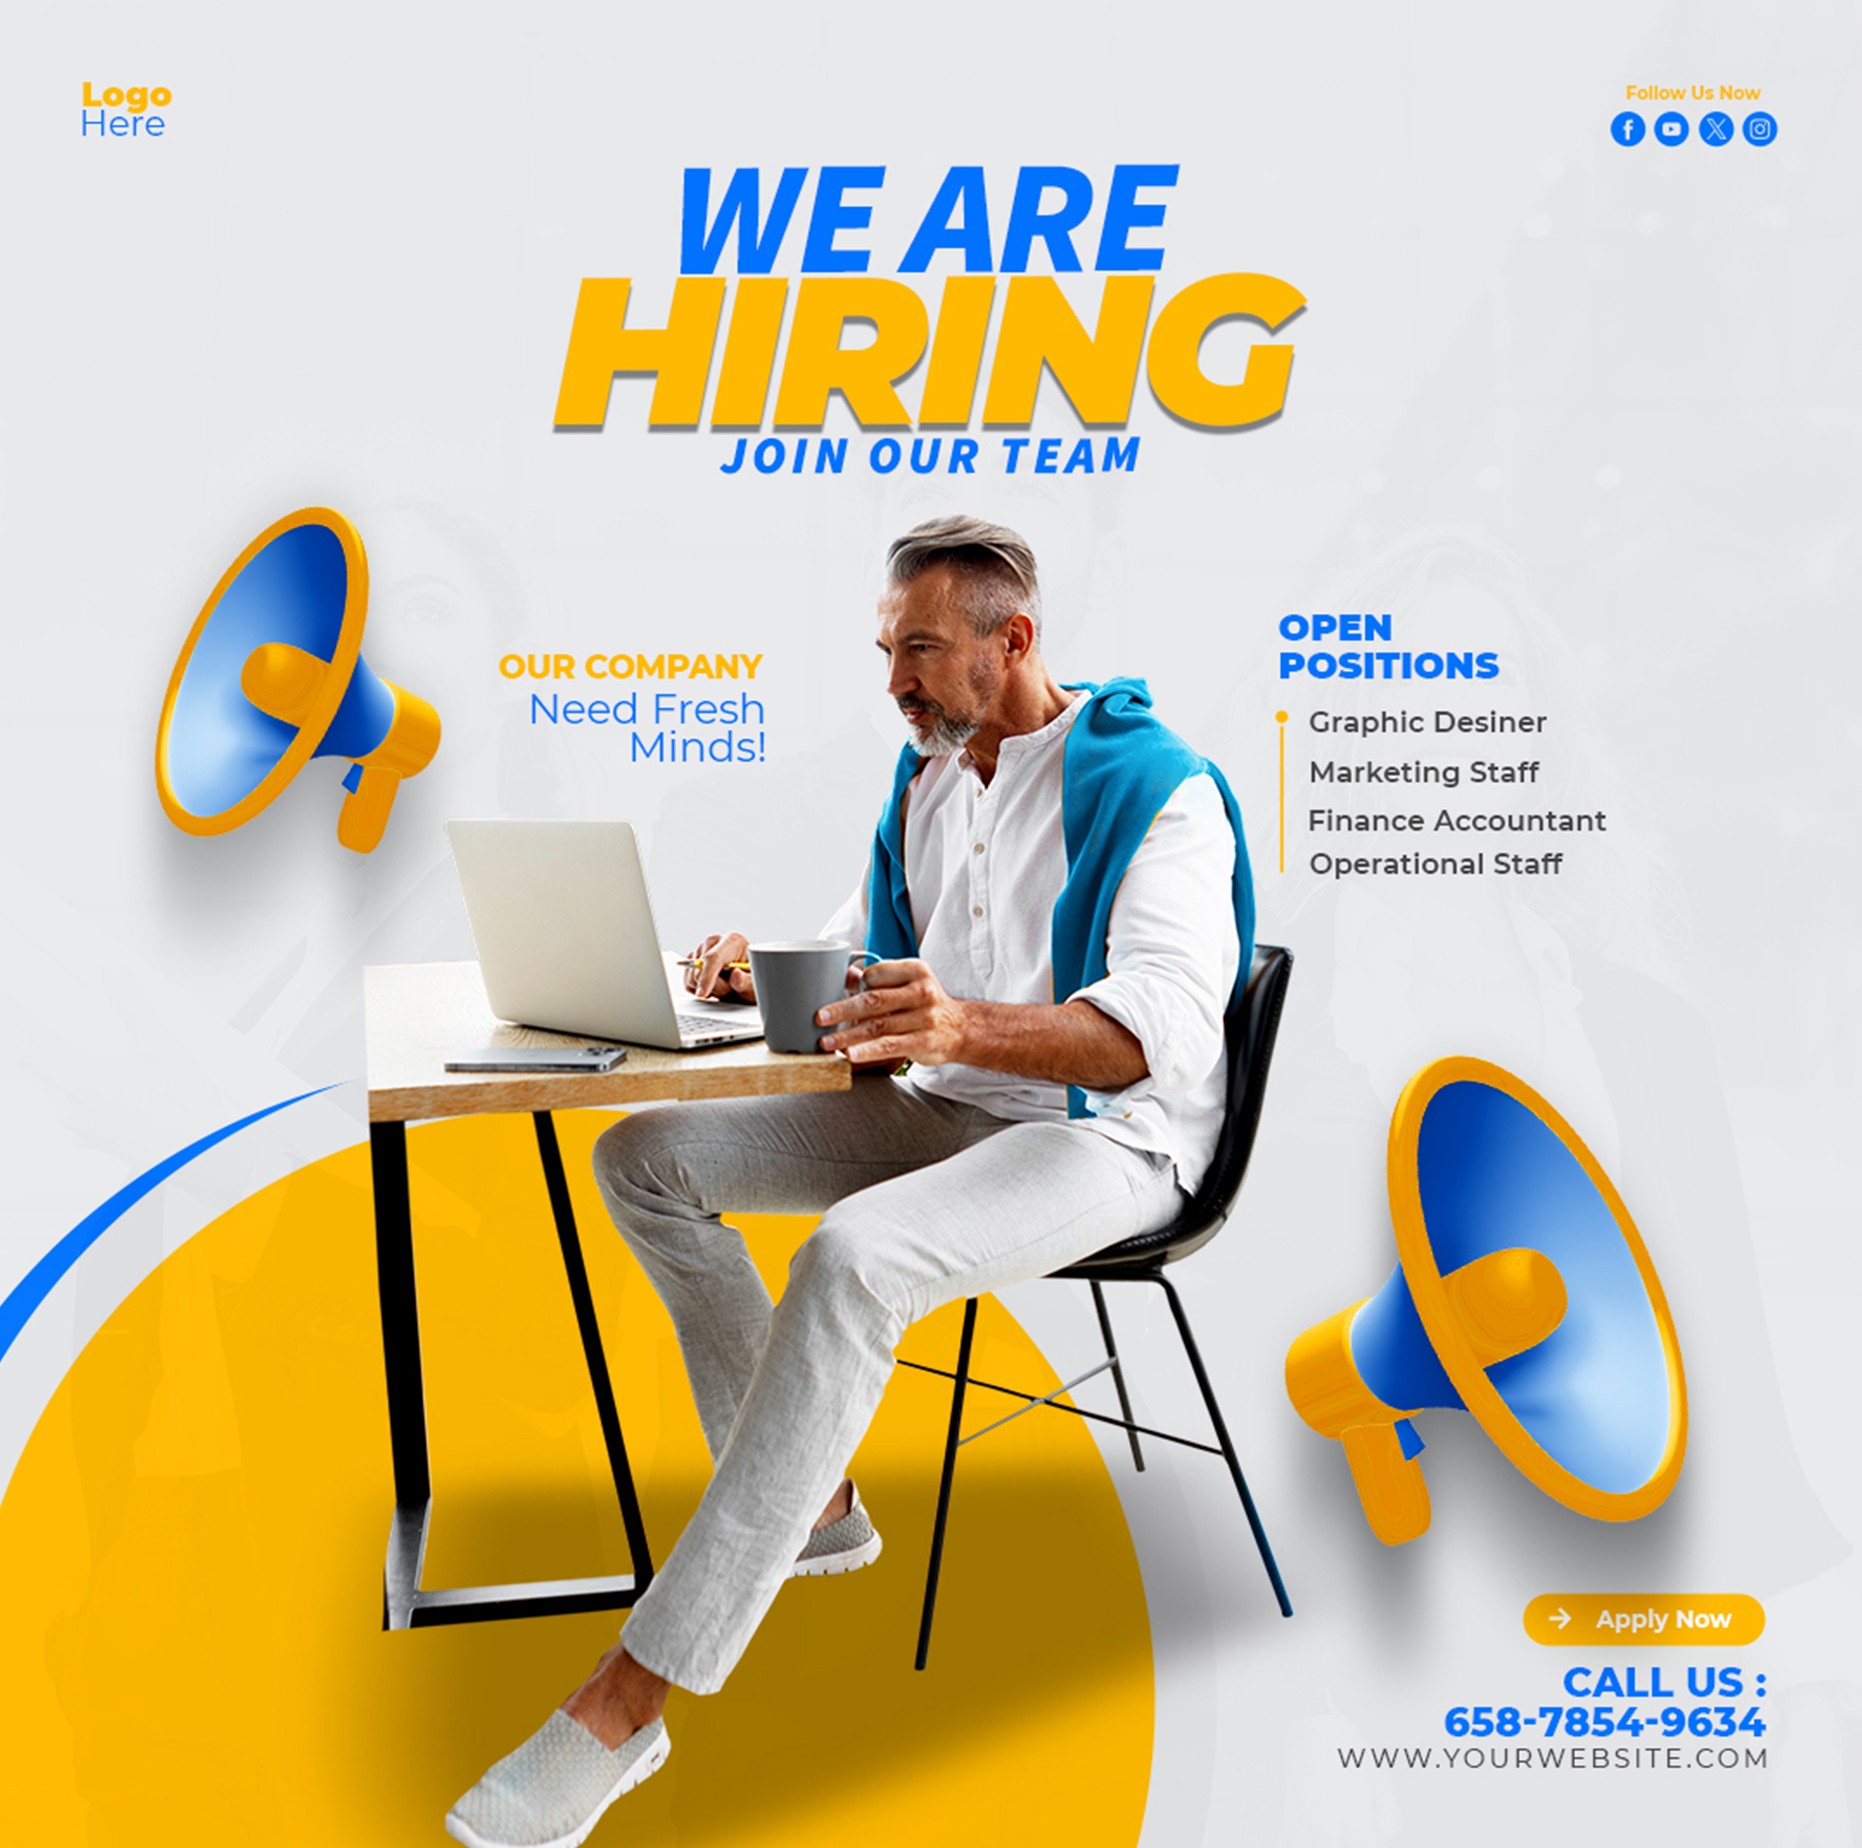 Logo
Here
Follow Us Now
WE ARE
HIRING
JOIN OUR TEAM
OUR COMPANY
Need Fresh
Minds!
OPEN
POSITIONS
Graphic Desiner
Marketing Staff
Finance Accountant
Operational Staff
Apply Now
CALL US :
658-7854-9634
WWW.YOURWEBSITE.COM